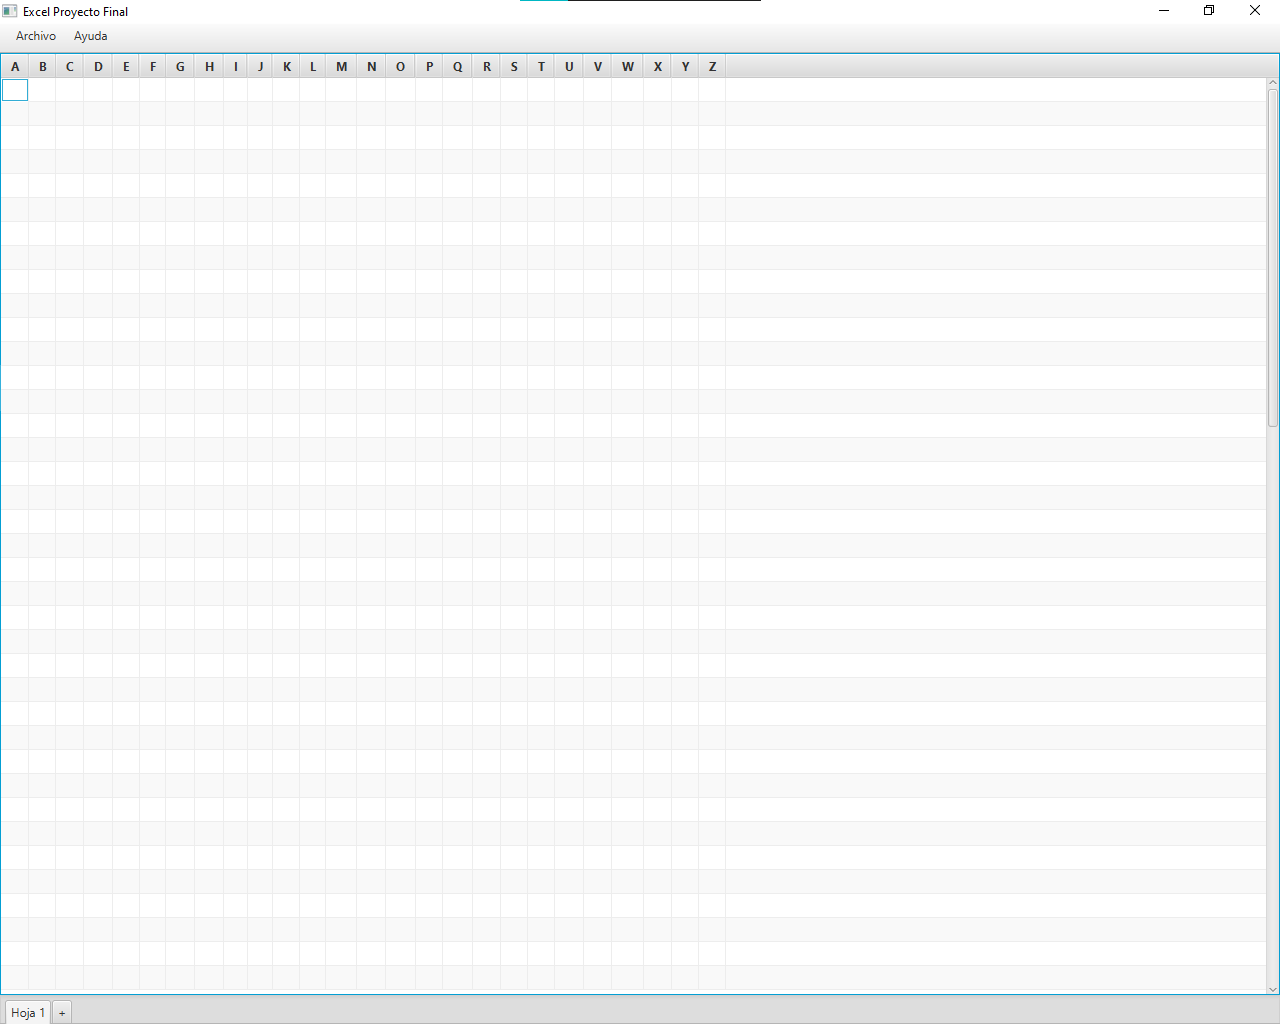 Excel Proyecto Final
Archivo Ayuda
A B C D E F G H I J K L M N O P Q R S T U V W X Y Z
Hoja 1 +